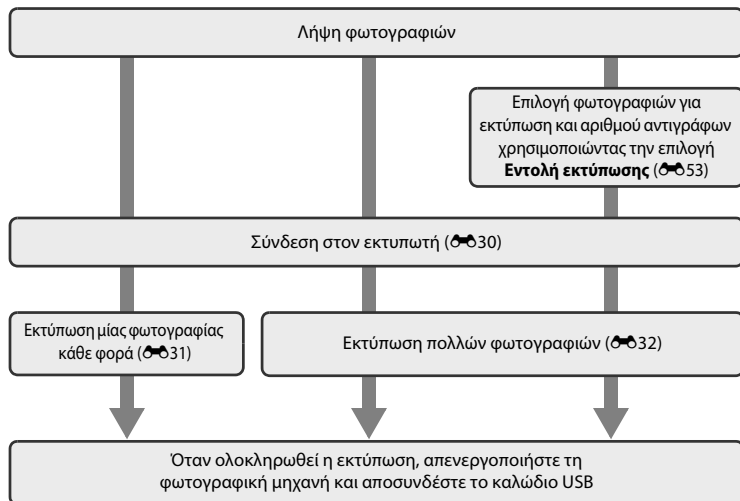 Λήψη φωτογραφιών
Επιλογή φωτογραφιών για
εκτύπωση και αριθμού αντιγράφων
χρησιμοποιώντας την επιλογή
Εντολή εκτύπωσης (53)
Σύνδεση στον εκτυπωτή (30)
Εκτύπωση μίας φωτογραφίας
κάθε φορά (31)
Εκτύπωση πολλών φωτογραφιών (32)
Όταν ολοκληρωθεί η εκτύπωση, απενεργοποιήστε τη
φωτογραφική μηχανή και αποσυνδέστε το καλώδιο USB